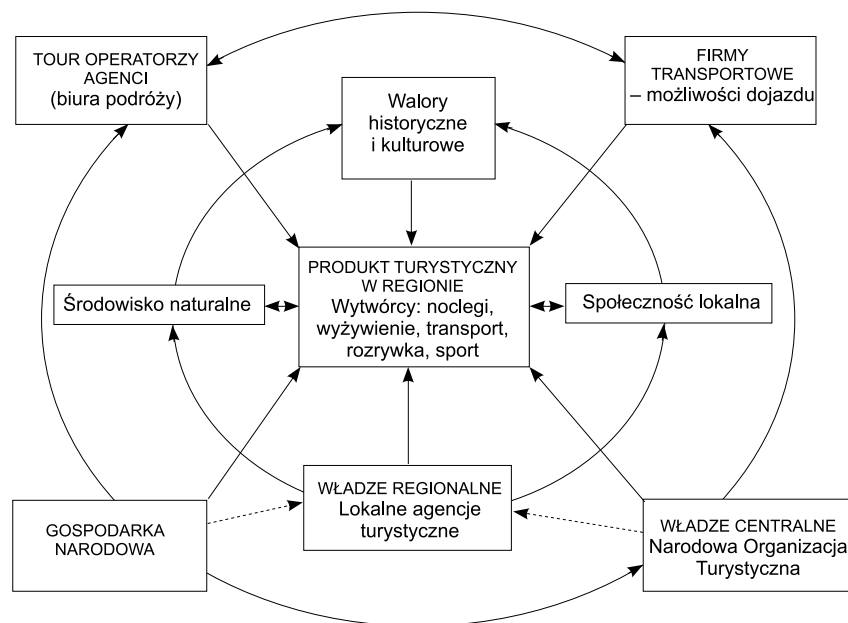 TOUR OPERATORZY
AGENCI
(biura podróży)
FIRMY
TRANSPORTOWE
– możliwości dojazdu
Walory
historyczne
i kulturowe
Środowisko naturalne
PRODUKT TURYSTYCZNY
W REGIONIE
Wytwórcy: noclegi,
wyżywienie, transport,
rozrywka, sport
Społeczność lokalna
GOSPODARKA
NARODOWA
WŁADZE REGIONALNE
Lokalne agencje
turystyczne
WŁADZE CENTRALNE
Narodowa Organizacja
Turystyczna